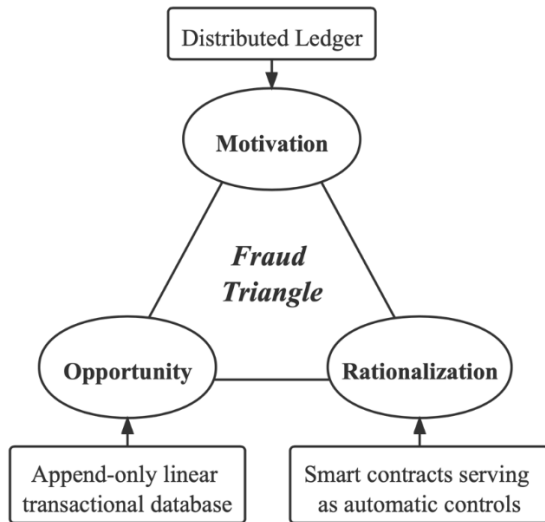 Distributed Ledger
Motivation
Fraud
Triangle
Opportunity
Rationalization
Append-only linear
transactional database
Smart contracts serving
as automatic controls